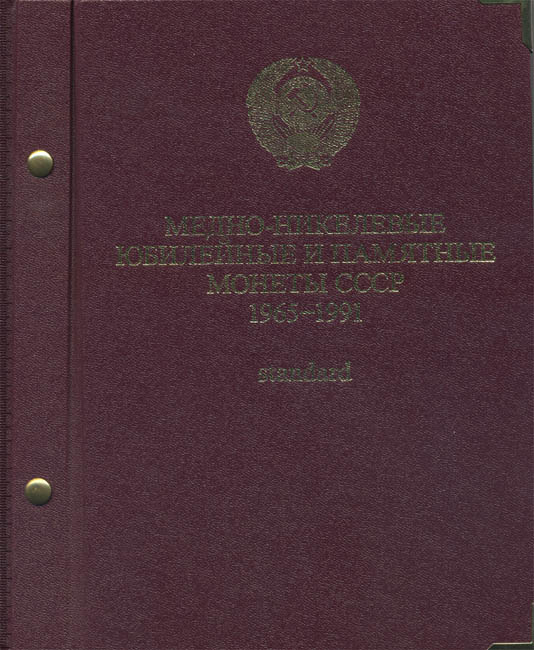 МЕДНО-НИКЕЛЕВЫЕ
ЮБИЛЕЙНЫЕ И ПАМЯТНЫЕ
МОНЕТЫ СССР
1965-1991
standard